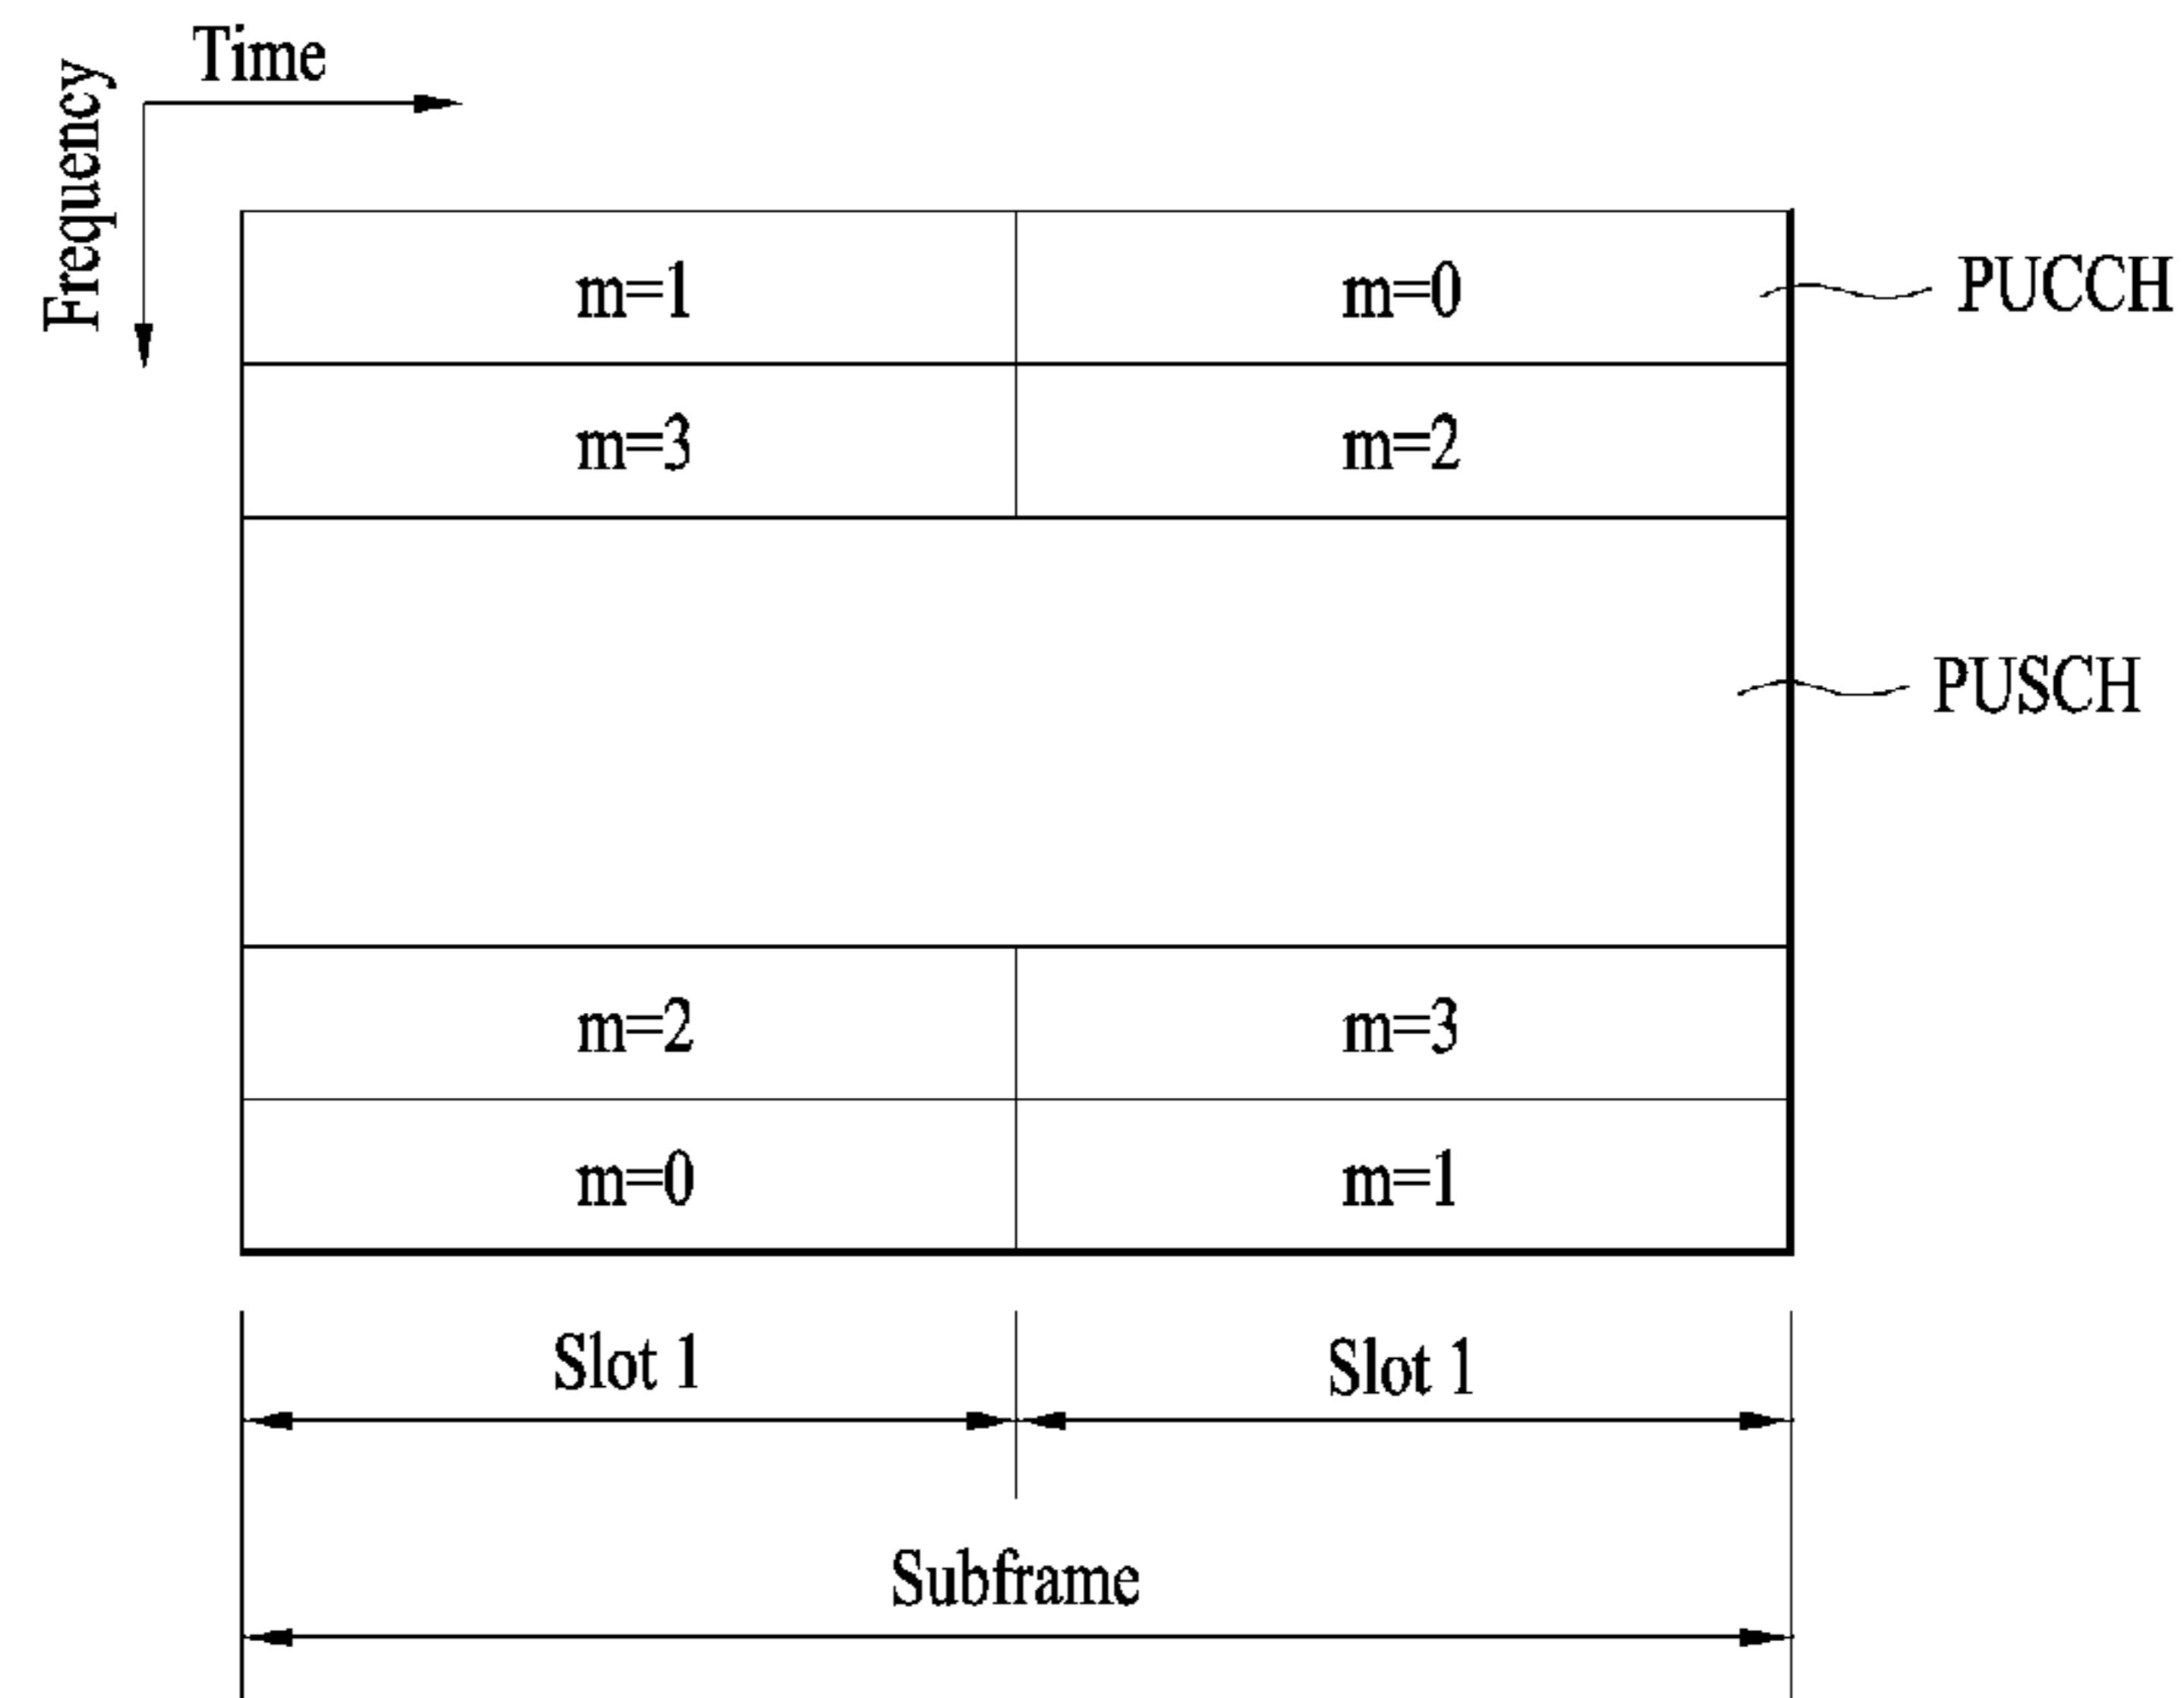 Time
Frequency
m=1 m=0 PUCCH
m=3 m=2
PUSCH
m=2 m=3
m=0 m=1
Slot 1 Slot 1
Subframe